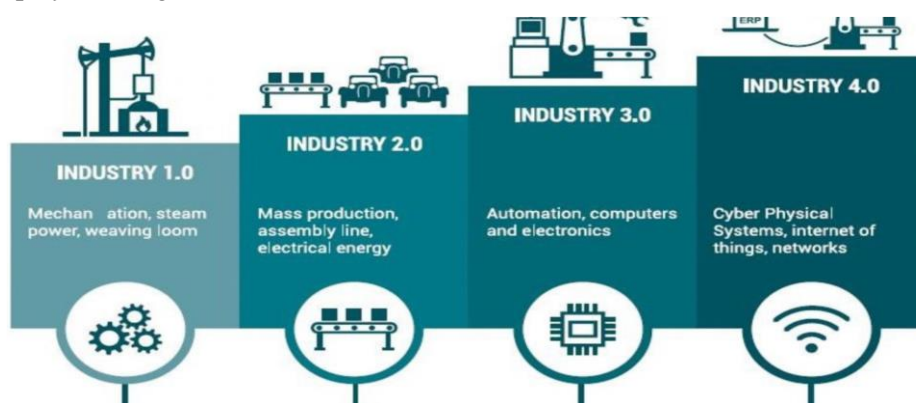 ERP
INDUSTRY 1.0
Mechan ation, steam
power, weaving loom
INDUSTRY 2.0
Mass production,
assembly line,
electrical energy
INDUSTRY 3.0
Automation, computers
and electronics
INDUSTRY 4.0
Cyber Physical
Systems, internet of
things, networks